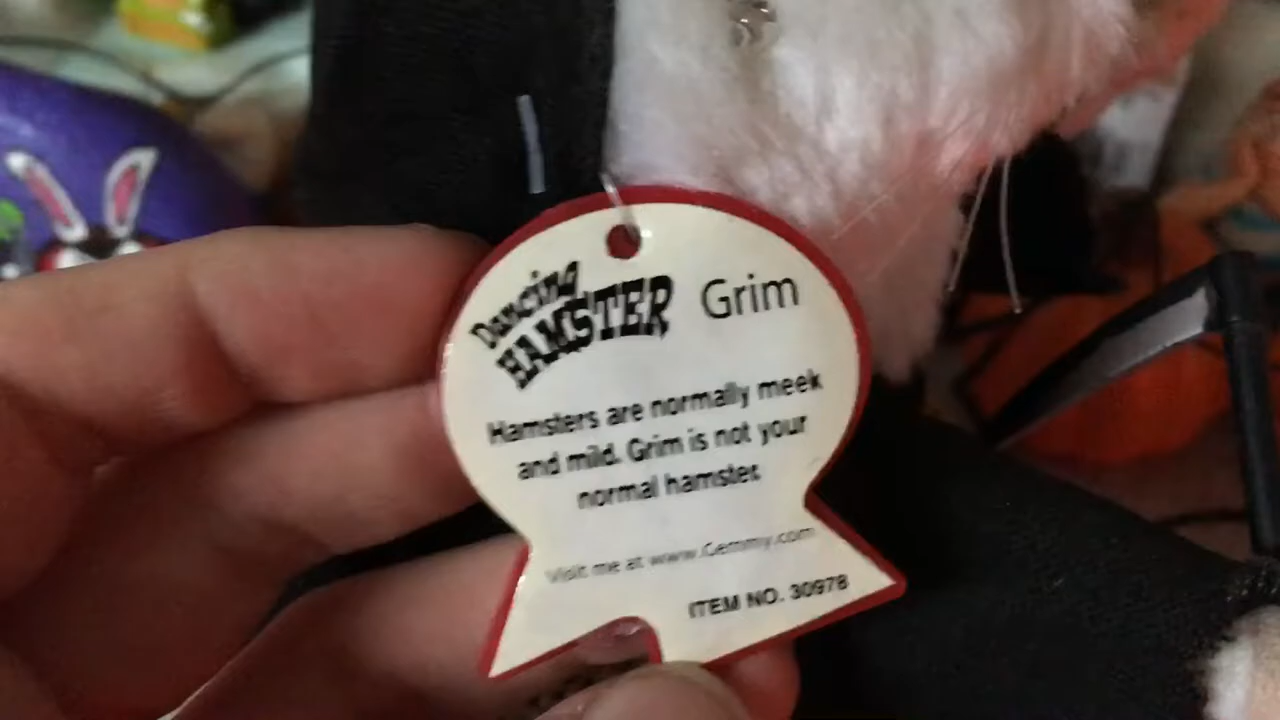 Dancing
HAMSTER
Grim
Hamsters are normally meek
and mild. Grim is not your
normal hamster.
Visit me at www.Gemmy.com
ITEM NO. 30978